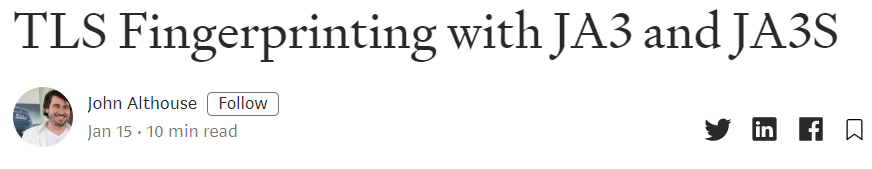 TLS Fingerprinting with JA3 and JA3S
John Althouse Follow
Jan 15 · 10 min read